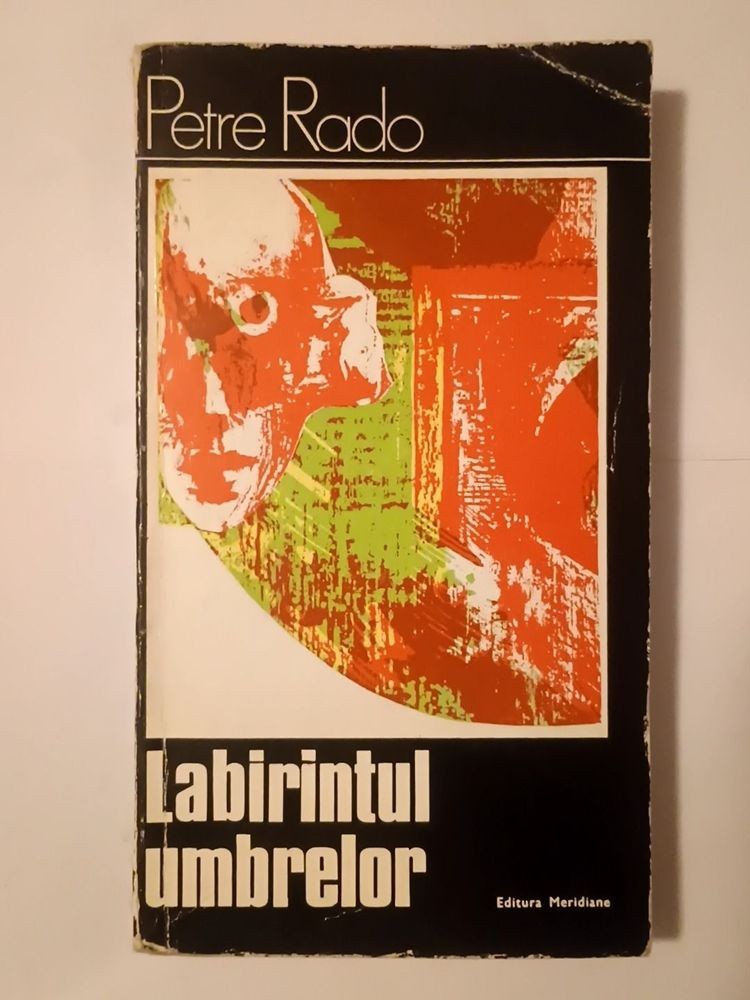 Petre Rado
Labirintul
umbrelor
Editura Meridiane